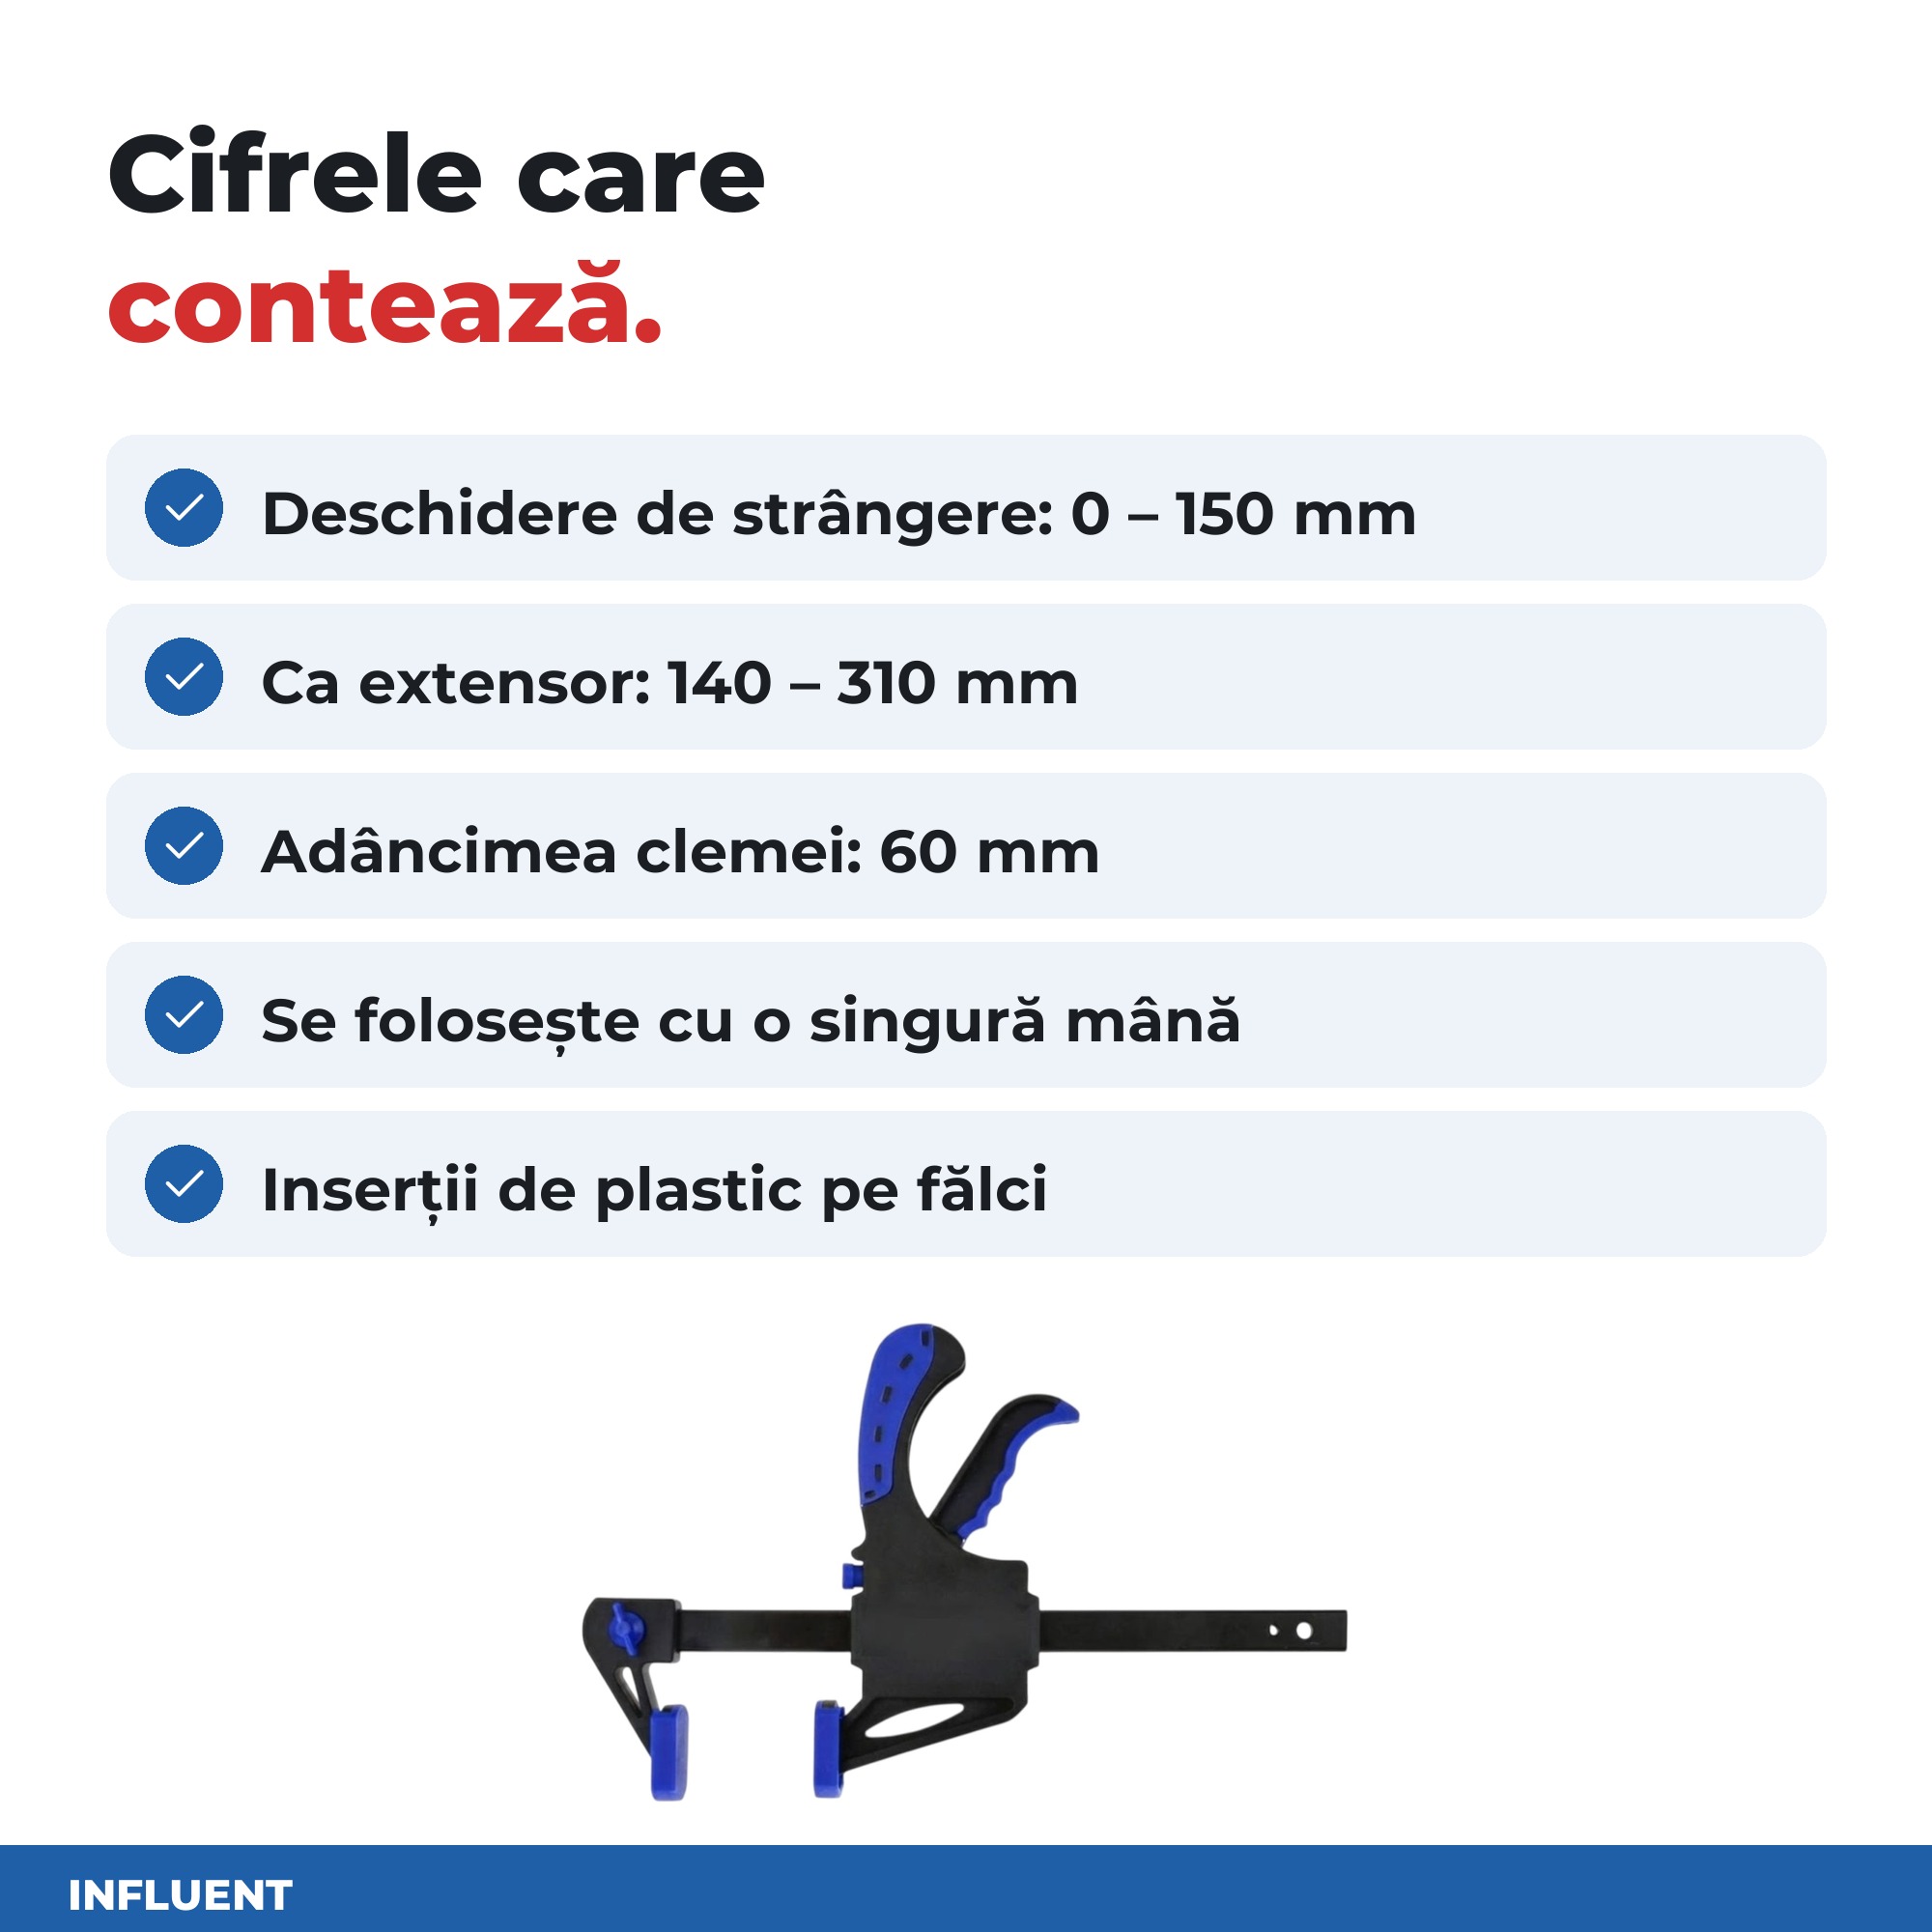 Cifrele care
contează.
Deschidere de strângere: 0 – 150 mm
Ca extensor: 140 – 310 mm
Adâncimea clemei: 60 mm
Se folosește cu o singură mână
Inserții de plastic pe fălci
INFLUENT